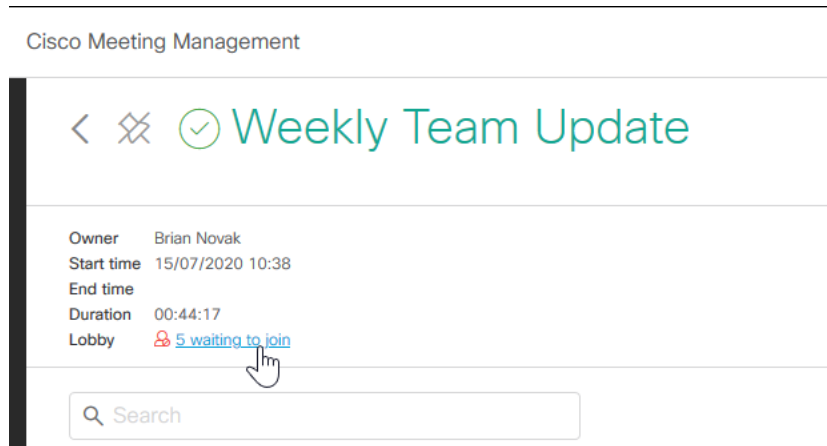 Cisco Meeting Management
Weekly Team Update
Owner Brian Novak
Start time 15/07/2020 10:38
End time
Duration 00:44:17
Lobby 5 waiting to join
Search